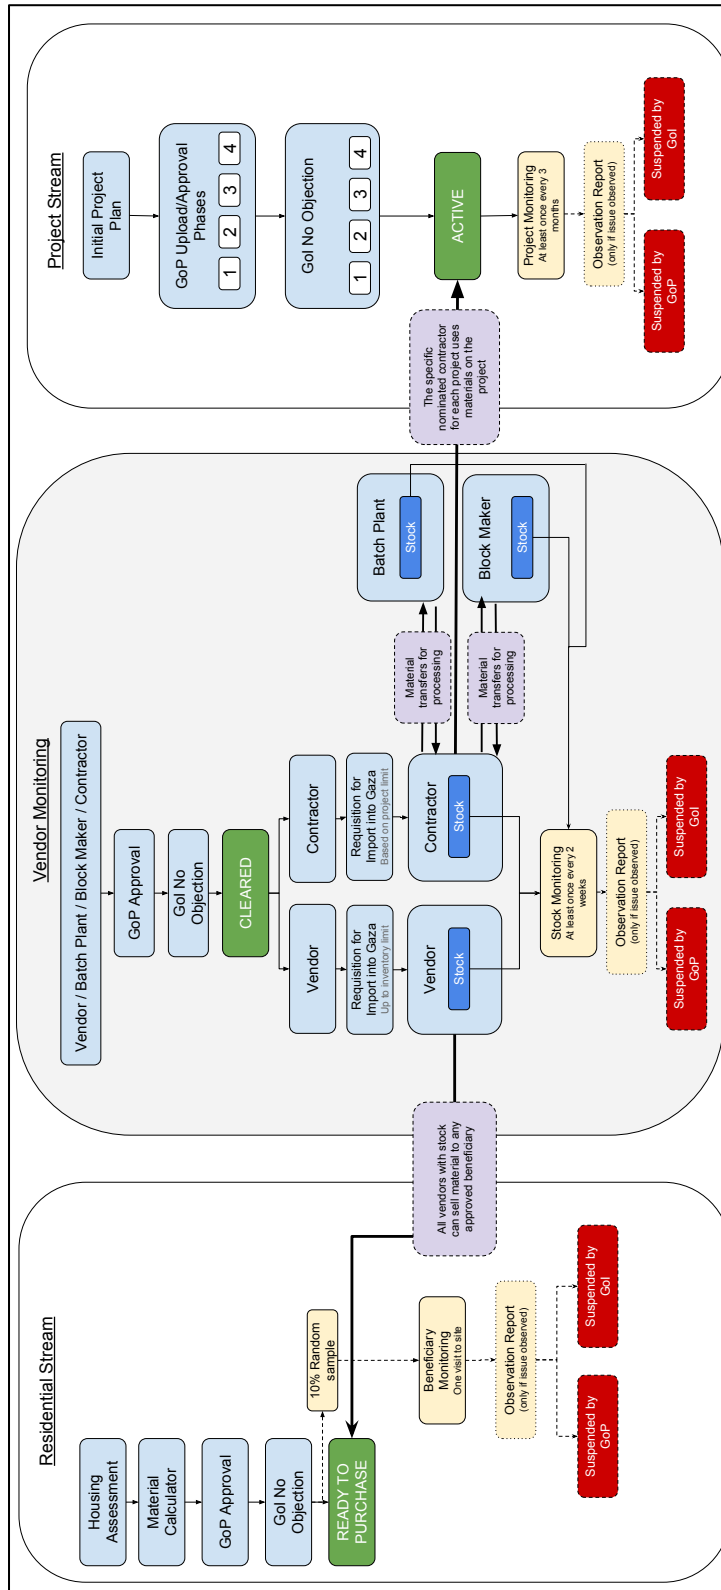 Residential Stream
Housing
Assessment
Material
Calculator
GoP Approval
GoI No
Objection
READY TO
PURCHASE
10% Random
sample
Beneficiary
Monitoring
One visit to site
Observation Report
(only if issue observed)
Suspended by
GoP
Suspended by
GoI
All vendors with stock
can sell material to any
approved beneficiary
Vendor Monitoring
Vendor / Batch Plant / Block Maker / Contractor
GoP Approval
GoI No
Objection
CLEARED
Vendor
Contractor
Requisition for
Import into Gaza
Up to inventory limit
Requisition for
Import into Gaza
Based on project limit
Vendor
Stock
Contractor
Stock
Material
transfers for
processing
Material
transfers for
processing
Batch Plant
Stock
Block Maker
Stock
Stock Monitoring
At least once every 2
weeks
Observation Report
(only if issue observed)
Suspended by
GoP
Suspended by
GoI
The specific
nominated contractor
for each project uses
materials on the
project
Project Stream
Initial Project
Plan
GoP Upload/Approval
Phases
1 2 3 4
GoI No Objection
1 2 3 4
ACTIVE
Project Monitoring
At least once every 3
months
Observation Report
(only if issue observed)
Suspended by
GoP
Suspended by
GoI